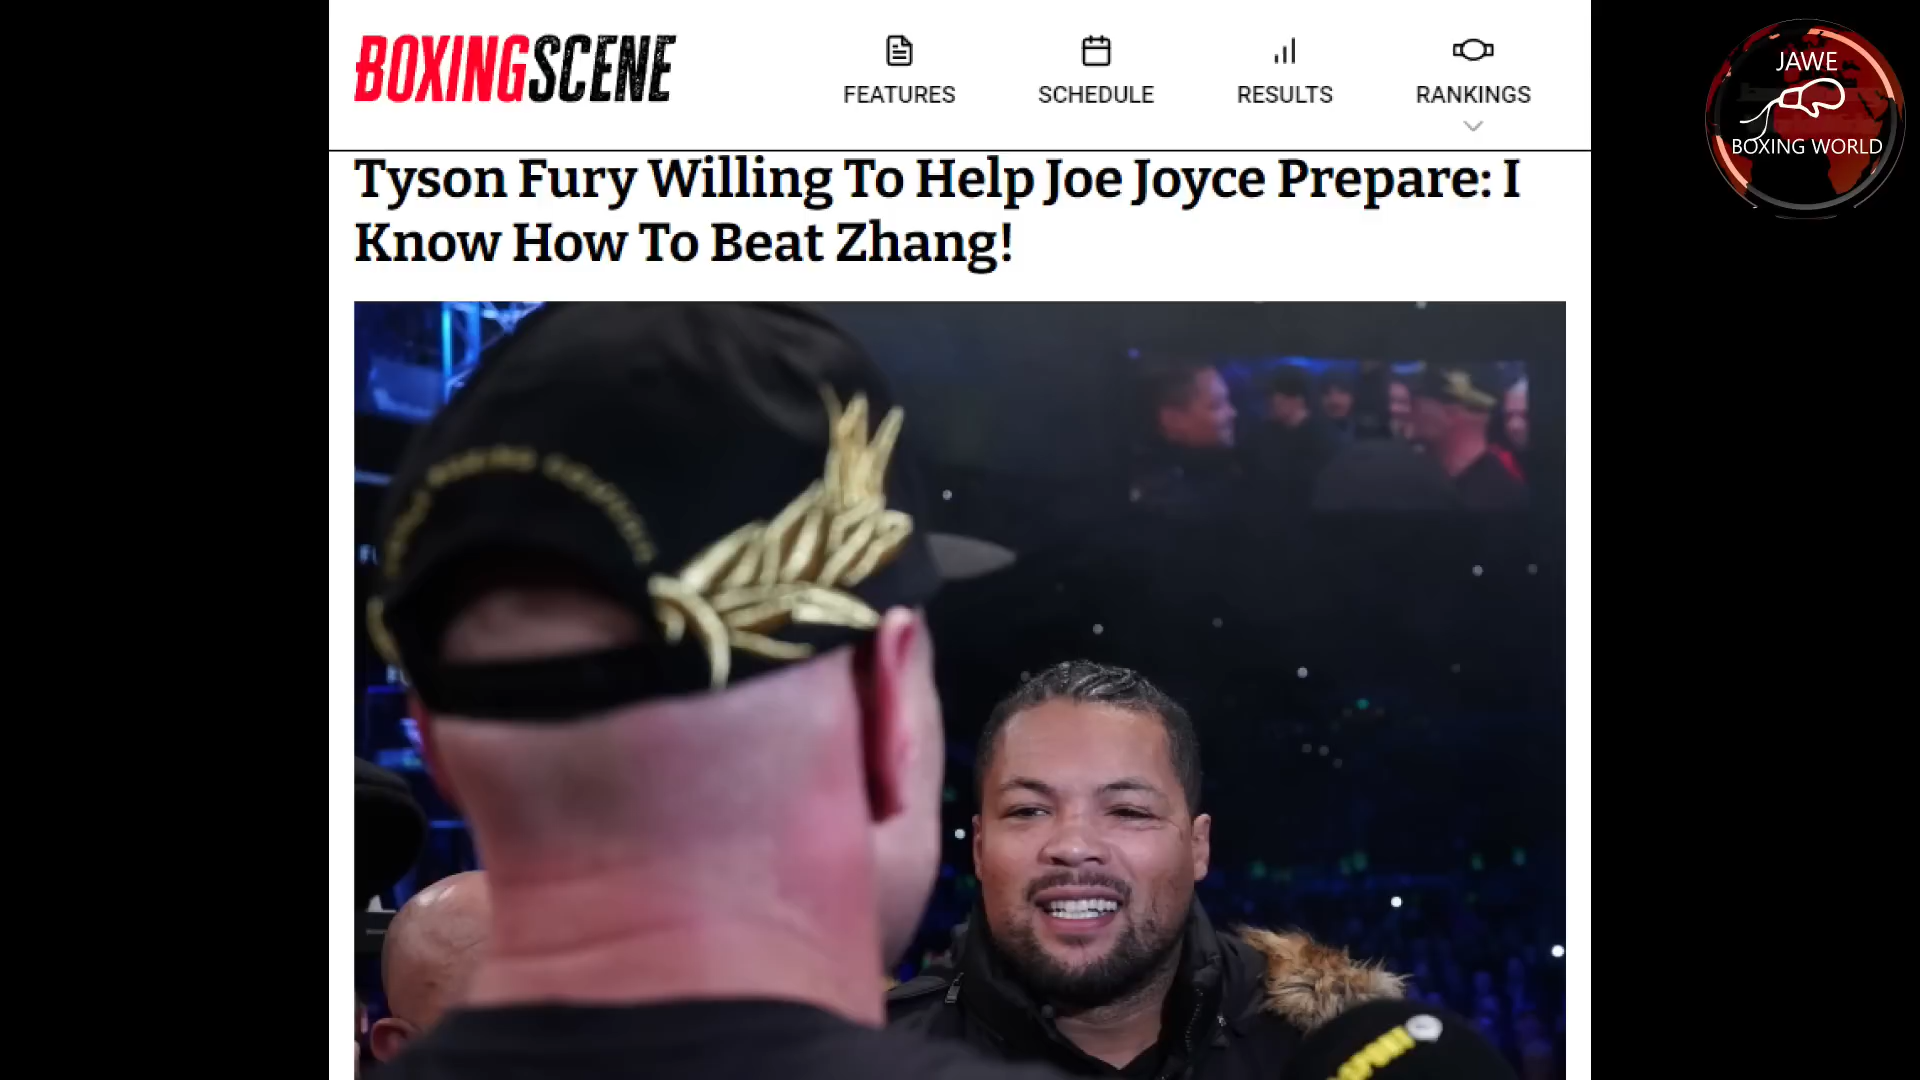 BOXINGSCENE
FEATURES
SCHEDULE
RESULTS
RANKINGS
JAWE
BOXING WORLD
Tyson Fury Willing To Help Joe Joyce Prepare: I
Know How To Beat Zhang!